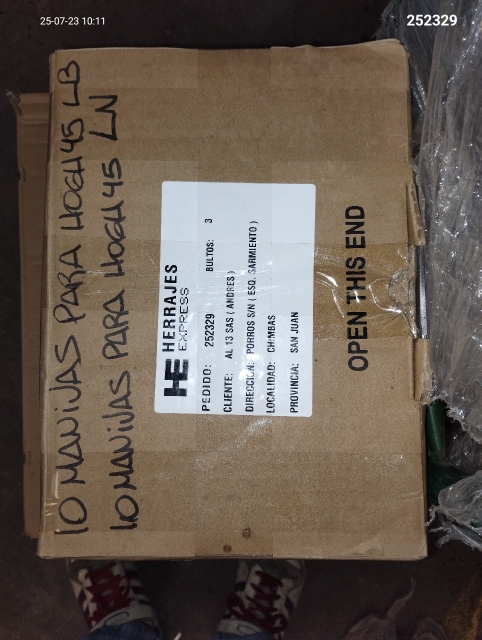 25-07-23 10:11
252329
10 MANIJAS PARA HOGH 45 LB
10 MANIJAS PARA HOGH 45 LN
HE HERRAJES
EXPRESS
PEDIDO: 252329 BULTOS: 3
CLIENTE: AL 13 SAS ( ANDRES)
DIRECCION: PORROS S/N ( ESQ. SARMIENTO )
LOCALIDAD: CHIMBAS
PROVINCIA: SAN JUAN
OPEN THIS END